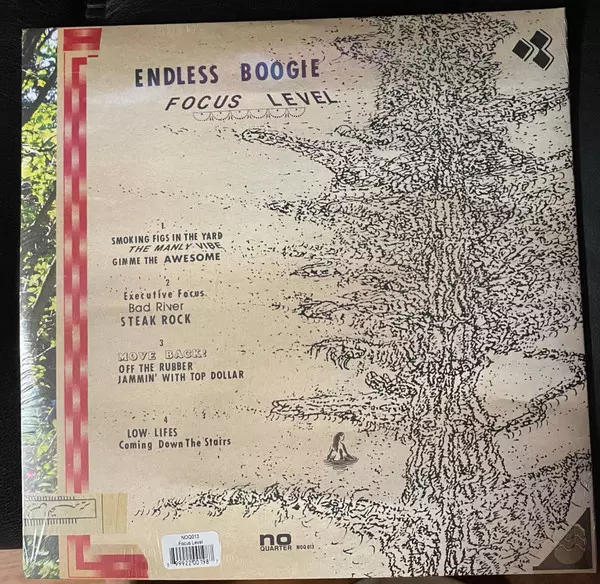 ENDLESS BOOGIE
FOCUS LEVEL
1
SMOKING FIGS IN THE YARD
THE MANLY VIBE
GIMME THE AWESOME
2
Executive Focus
Bad River
STEAK ROCK
3
MOVE BACK!
OFF THE RUBBER
JAMMIN' WITH TOP DOLLAR
4
LOW LIFES
Coming Down The Stairs
NOQ013
Focus Level
no
QUARTER NOQ 013